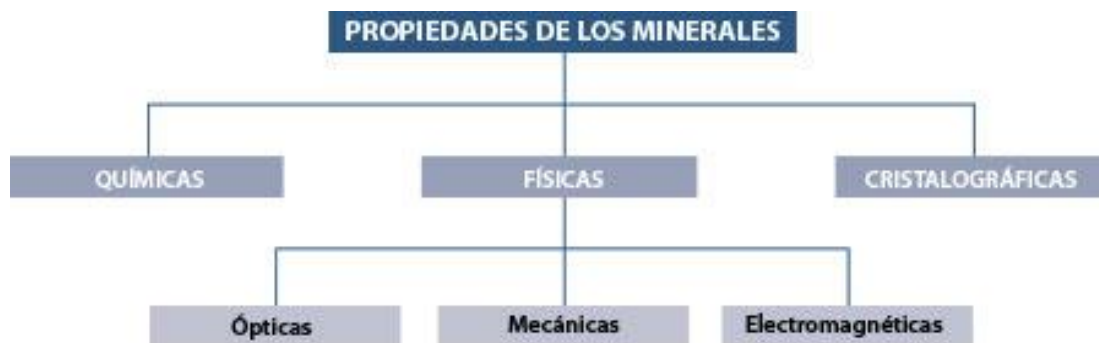 PROPIEDADES DE LOS MINERALES
QUÍMICAS
FÍSICAS
CRISTALOGRÁFICAS
Ópticas
Mecánicas
Electromagnéticas